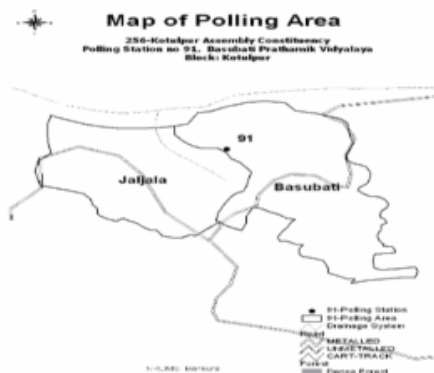 Map of Polling Area
256-Kotulpur Assembly Constituency
Polling Station no 91, Basubati Prathamik Vidyalaya
Block: Kotulpur
91
Jaljala
Basubati
91-Polling Station
91-Polling Area
Drainage System
Road
METALLED
UNMETALLED
CART-TRACK
Forest
Dense Forest